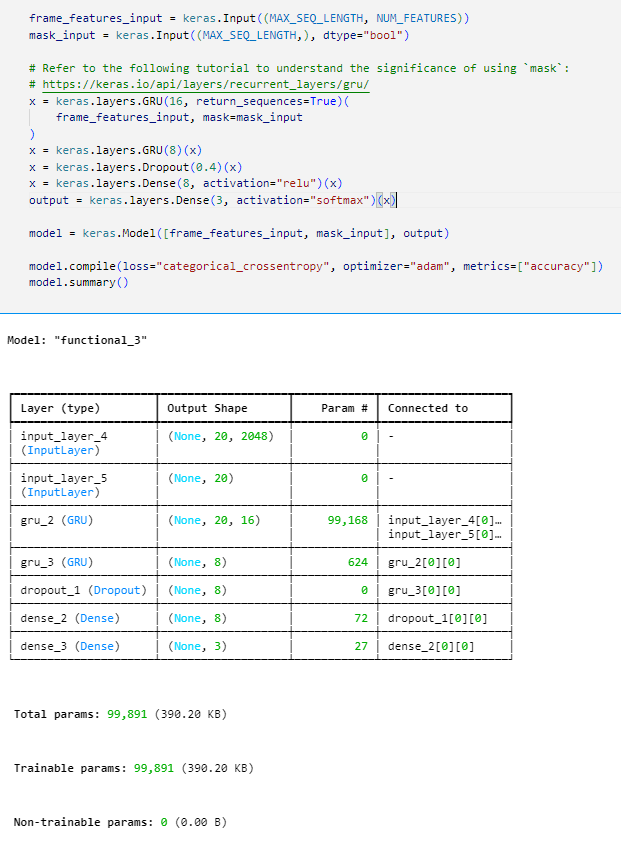 frame_features_input = keras.Input((MAX_SEQ_LENGTH, NUM_FEATURES))
mask_input = keras.Input((MAX_SEQ_LENGTH,), dtype="bool")
# Refer to the following tutorial to understand the significance of using `mask`:
# https://keras.io/api/layers/recurrent_layers/gru/
x = keras.layers.GRU(16, return_sequences=True)(
    frame_features_input, mask=mask_input
)
x = keras.layers.GRU(8)(x)
x = keras.layers.Dropout(0.4)(x)
x = keras.layers.Dense(8, activation="relu")(x)
output = keras.layers.Dense(3, activation="softmax")(x)
model = keras.Model([frame_features_input, mask_input], output)
model.compile(loss="categorical_crossentropy", optimizer="adam", metrics=["accuracy"])
model.summary()
Model: "functional_3"
Layer (type) Output Shape Param # Connected to
input_layer_4 (None, 20, 2048) 0 -
(InputLayer)
input_layer_5 (None, 20) 0 -
(InputLayer)
gru_2 (GRU) (None, 20, 16) 99,168 input_layer_4[0]…
input_layer_5[0]…
gru_3 (GRU) (None, 8) 624 gru_2[0][0]
dropout_1 (Dropout) (None, 8) 0 gru_3[0][0]
dense_2 (Dense) (None, 8) 72 dropout_1[0][0]
dense_3 (Dense) (None, 3) 27 dense_2[0][0]
Total params: 99,891 (390.20 KB)
Trainable params: 99,891 (390.20 KB)
Non-trainable params: 0 (0.00 B)